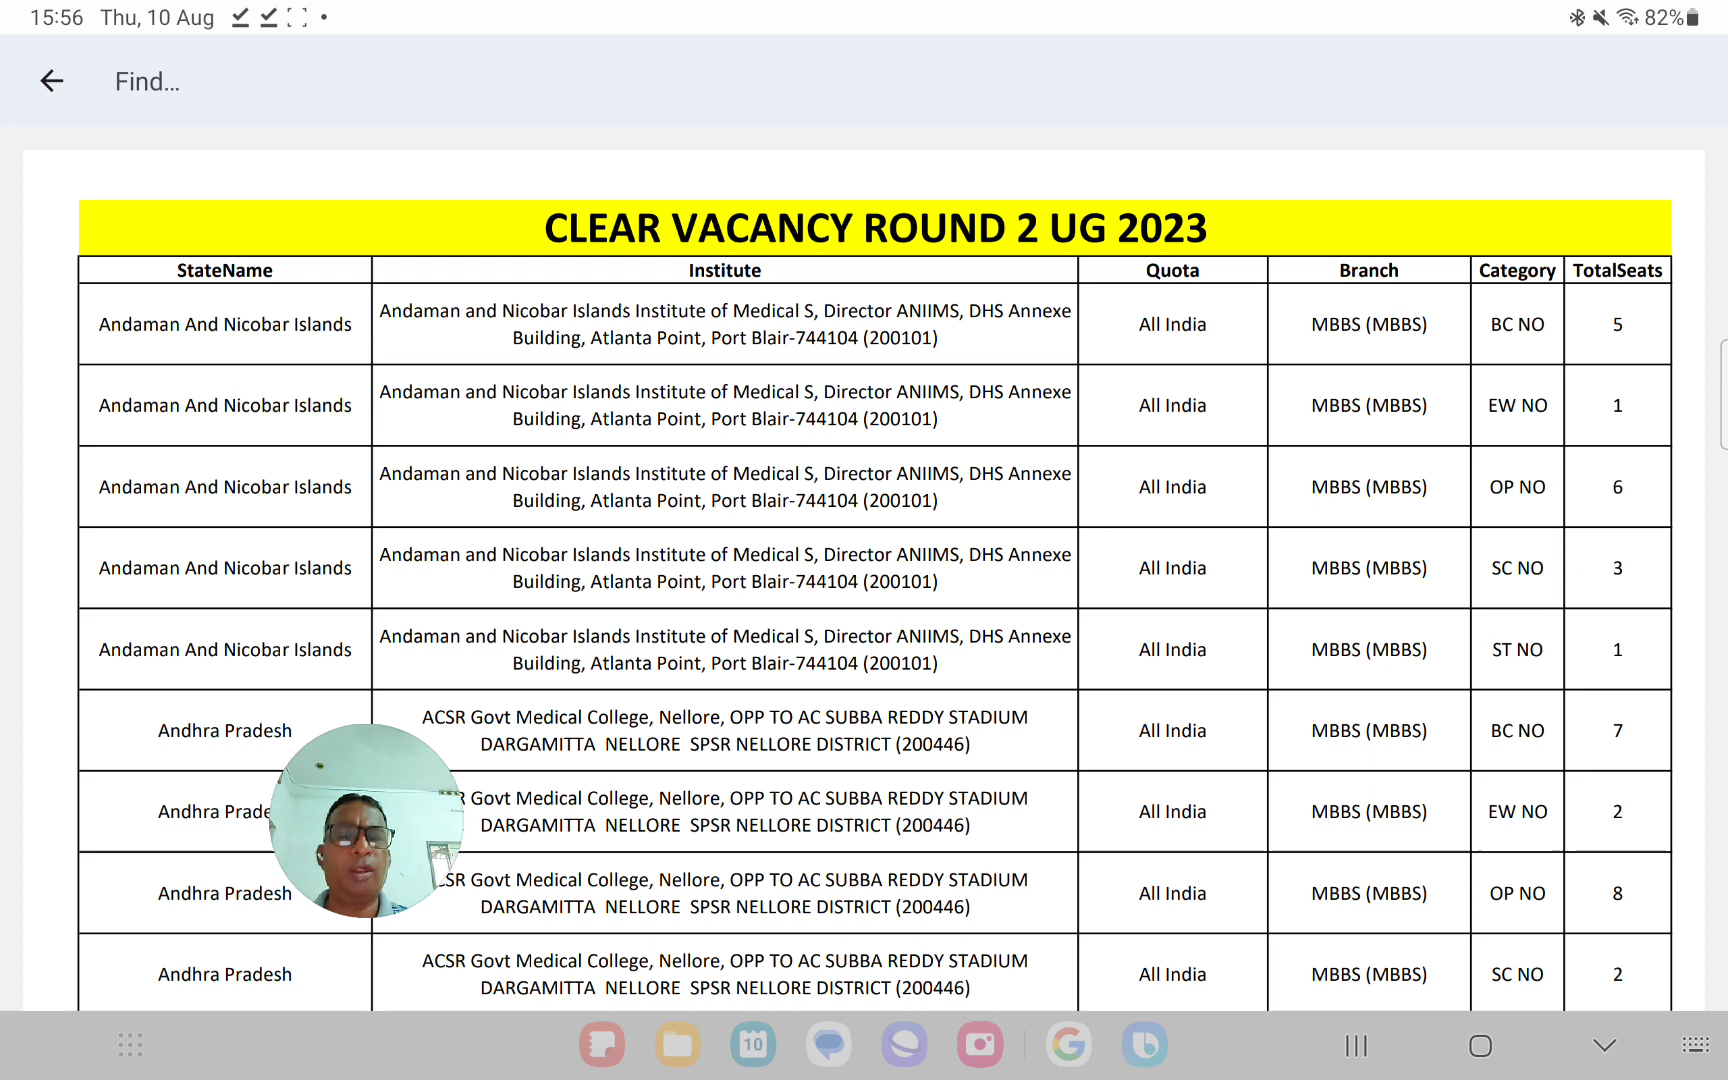 15:56 Thu, 10 Aug
82%
Find...
CLEAR VACANCY ROUND 2 UG 2023
StateName Institute Quota Branch Category TotalSeats
Andaman and Nicobar Islands Institute of Medical S, Director ANIIMS, DHS Annexe
Andaman And Nicobar Islands All India MBBS (MBBS) BC NO 5
Building, Atlanta Point, Port Blair-744104 (200101)
Andaman and Nicobar Islands Institute of Medical S, Director ANIIMS, DHS Annexe
Andaman And Nicobar Islands All India MBBS (MBBS) EW NO 1
Building, Atlanta Point, Port Blair-744104 (200101)
Andaman and Nicobar Islands Institute of Medical S, Director ANIIMS, DHS Annexe
Andaman And Nicobar Islands All India MBBS (MBBS) OP NO 6
Building, Atlanta Point, Port Blair-744104 (200101)
Andaman and Nicobar Islands Institute of Medical S, Director ANIIMS, DHS Annexe
Andaman And Nicobar Islands All India MBBS (MBBS) SC NO 3
Building, Atlanta Point, Port Blair-744104 (200101)
Andaman and Nicobar Islands Institute of Medical S, Director ANIIMS, DHS Annexe
Andaman And Nicobar Islands All India MBBS (MBBS) ST NO 1
Building, Atlanta Point, Port Blair-744104 (200101)
ACSR Govt Medical College, Nellore, OPP TO AC SUBBA REDDY STADIUM
Andhra Pradesh All India MBBS (MBBS) BC NO 7
DARGAMITTA NELLORE SPSR NELLORE DISTRICT (200446)
Govt Medical College, Nellore, OPP TO AC SUBBA REDDY STADIUM
Andhra Prade All India MBBS (MBBS) EW NO 2
DARGAMITTA NELLORE SPSR NELLORE DISTRICT (200446)
SR Govt Medical College, Nellore, OPP TO AC SUBBA REDDY STADIUM
Andhra Pradesh All India MBBS (MBBS) OP NO 8
DARGAMITTA NELLORE SPSR NELLORE DISTRICT (200446)
ACSR Govt Medical College, Nellore, OPP TO AC SUBBA REDDY STADIUM
Andhra Pradesh All India MBBS (MBBS) SC NO 2
DARGAMITTA NELLORE SPSR NELLORE DISTRICT (200446)
10